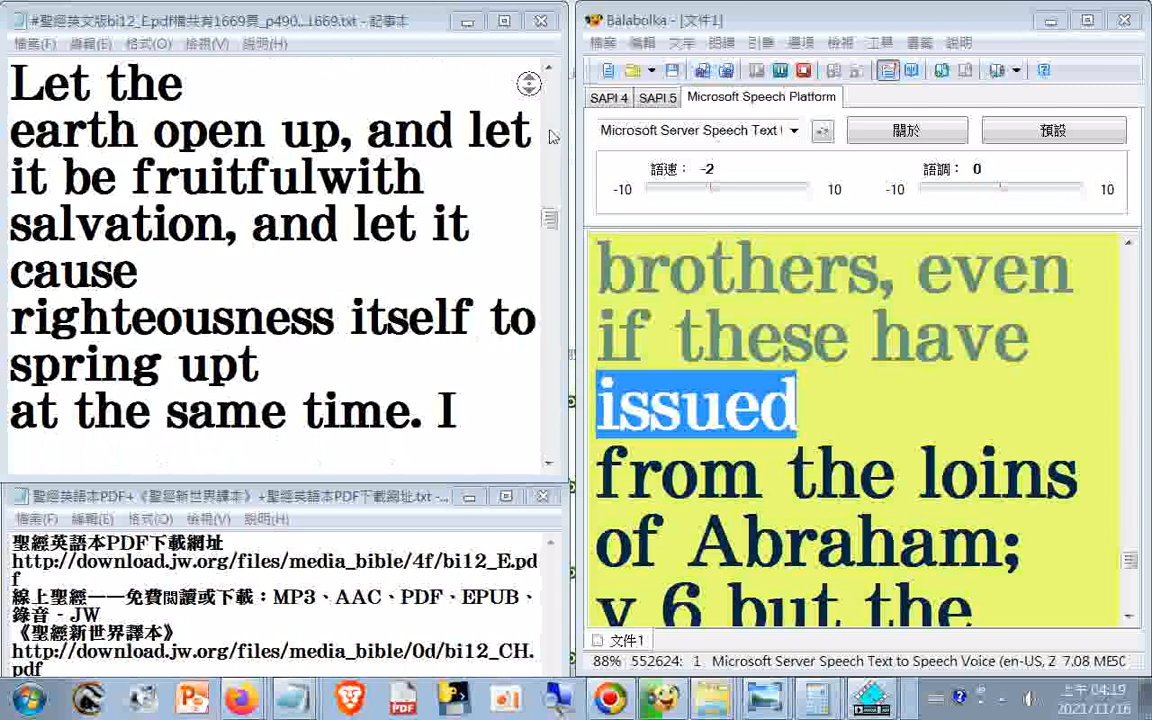 #聖經英文版bi12_E.pdf檔共有1669頁_p490...1669.txt - 記事本
檔案(F) 編輯(E) 格式(O) 檢視(V) 說明(H)
Let the
earth open up, and let
it be fruitfulwith
salvation, and let it
cause
righteousness itself to
spring upt
at the same time. I
聖經英語本PDF+《聖經新世界譯本》+聖經英語本PDF下載網址.txt - ...
檔案(F) 編輯(E) 格式(O) 檢視(V) 說明(H)
聖經英語本PDF下載網址
http://download.jw.org/files/media_bible/4f/bi12_E.pd
f
線上聖經——免費閱讀或下載：MP3、AAC、PDF、EPUB、
錄音 - JW
《聖經新世界譯本》
http://download.jw.org/files/media_bible/0d/bi12_CH.
pdf
Balabolka - [文件1]
檔案 編輯 文字 朗讀 引擎 選項 檢視 工具 書籤 說明
SAPI 4 SAPI 5 Microsoft Speech Platform
Microsoft Server Speech Text
關於 預設
語速： -2 語調： 0
-10 10 -10 10
brothers, even
if these have
issued
from the loins
of Abraham;
v 6 but the
文件1
88% 552624: 1 Microsoft Server Speech Text to Speech Voice (en-US, Z 7.08 ME
上午 04:19
2021/11/16